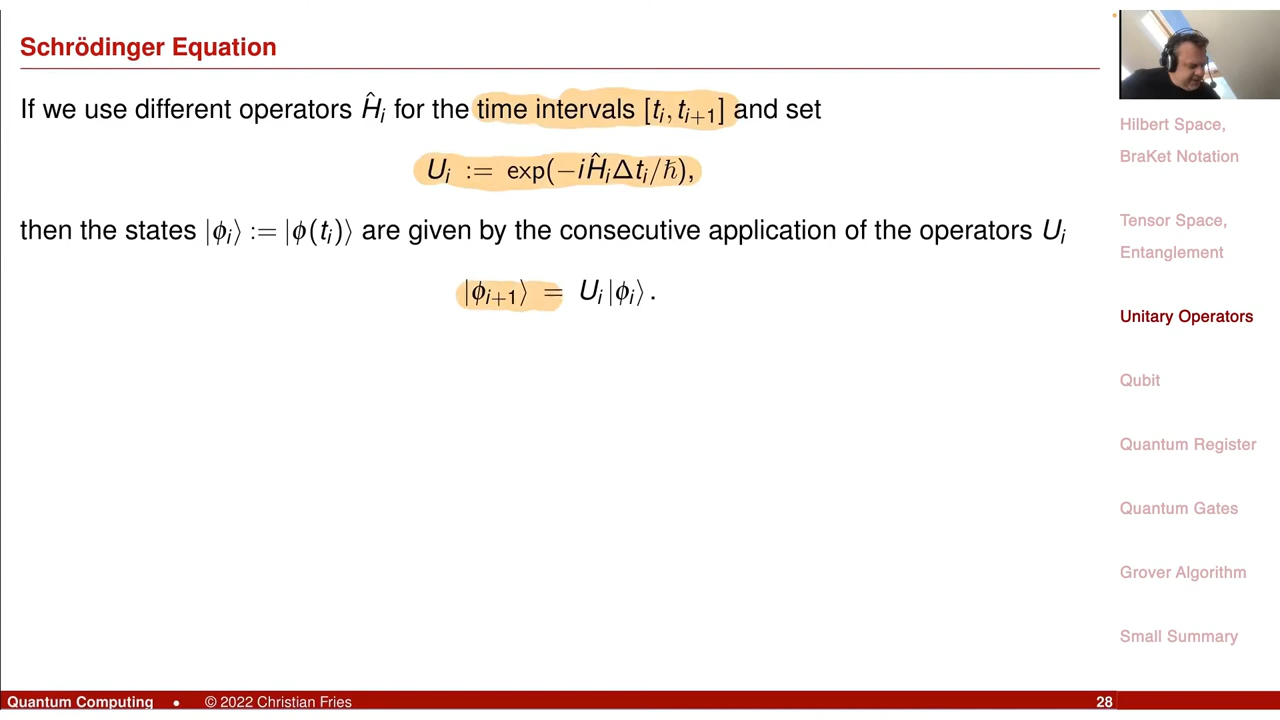 Schrödinger Equation
If we use different operators Ĥᵢ for the time intervals [tᵢ, tᵢ₊₁] and set
Uᵢ := exp(−iĤᵢΔtᵢ/ℏ),
then the states |ϕᵢ⟩ := |ϕ(tᵢ)⟩ are given by the consecutive application of the operators Uᵢ
|ϕᵢ₊₁⟩ = Uᵢ|ϕᵢ⟩.
Hilbert Space,
BraKet Notation
Tensor Space,
Entanglement
Unitary Operators
Qubit
Quantum Register
Quantum Gates
Grover Algorithm
Small Summary
Quantum Computing • © 2022 Christian Fries 28